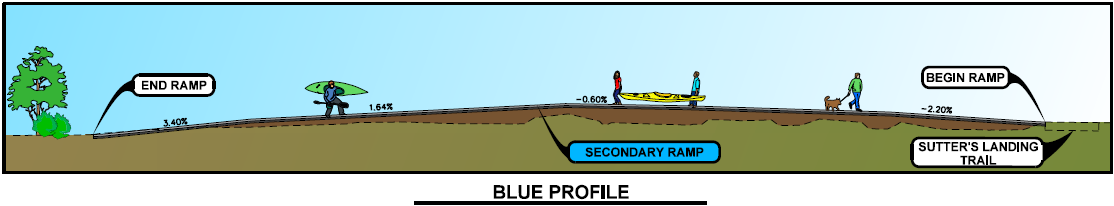 END RAMP
3.40%
1.64%
-0.60%
-2.20%
BEGIN RAMP
SECONDARY RAMP
SUTTER'S LANDING
TRAIL
BLUE PROFILE